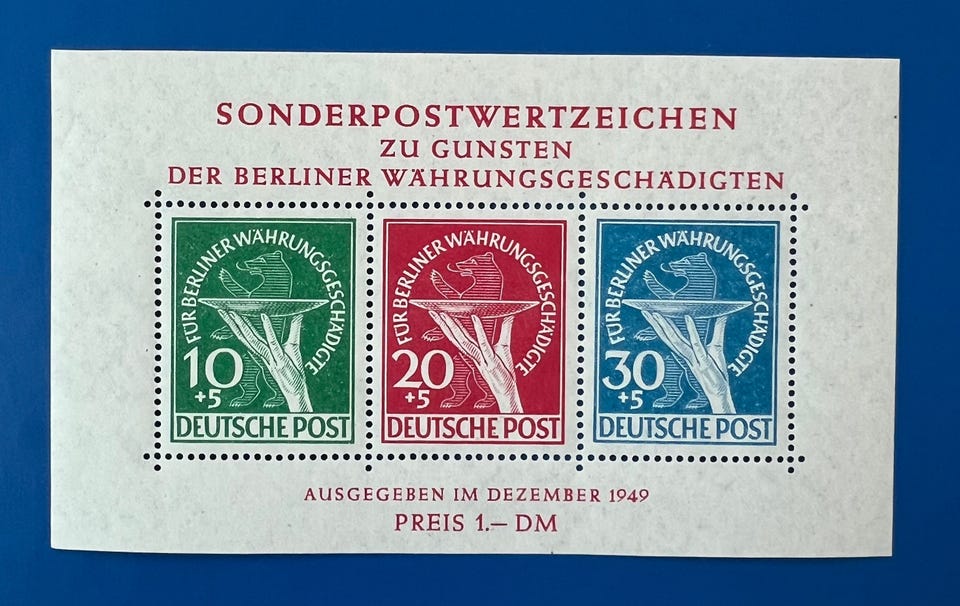 SONDERPOSTWERTZEICHEN
ZU GUNSTEN
DER BERLINER WÄHRUNGSGESCHÄDIGTEN
FÜR BERLINER WÄHRUNGSGESCHÄDIGTE
10
+5
DEUTSCHE POST
FÜR BERLINER WÄHRUNGSGESCHÄDIGTE
20
+5
DEUTSCHE POST
FÜR BERLINER WÄHRUNGSGESCHÄDIGTE
30
+5
DEUTSCHE POST
AUSGEGEBEN IM DEZEMBER 1949
PREIS 1.— DM